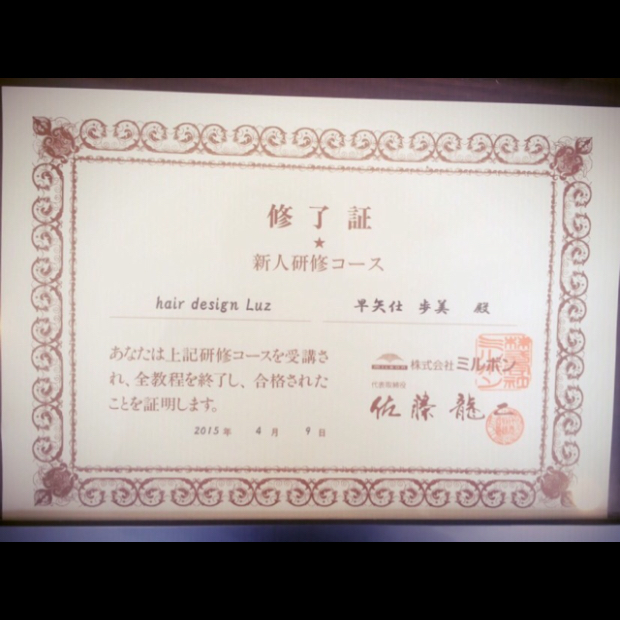 修了証
★
新人研修コース
hair design Luz 早矢仕 歩美 殿
あなたは上記研修コースを受講さ
れ、全教程を終了し、合格された
ことを証明します。
2015年 4月 9日
株式会社 ミルボン
代表取締役
佐藤龍二